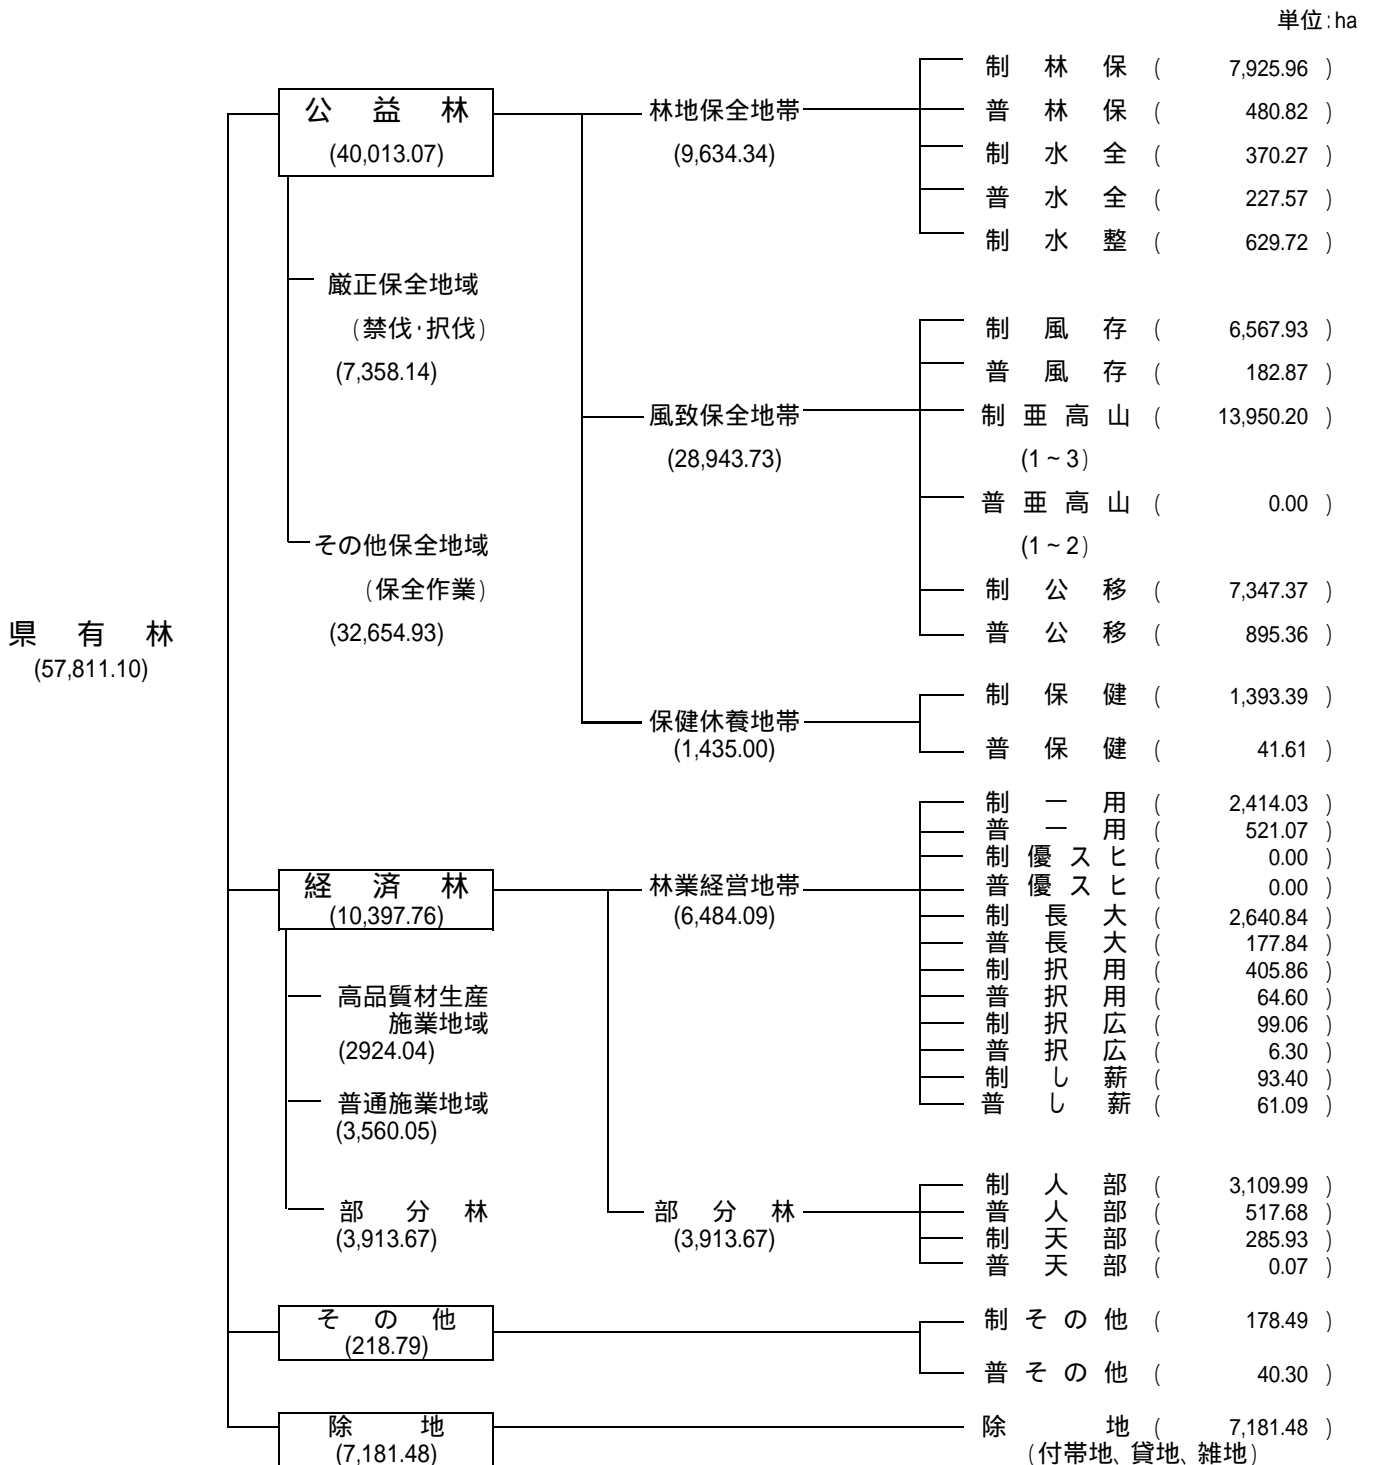 単位:ha
県 有 林
(57,811.10)
公 益 林
(40,013.07)
厳正保全地域
(禁伐・択伐)
(7,358.14)
その他保全地域
(保全作業)
(32,654.93)
林地保全地帯
(9,634.34)
制 林 保 ( 7,925.96 )
普 林 保 ( 480.82 )
制 水 全 ( 370.27 )
普 水 全 ( 227.57 )
制 水 整 ( 629.72 )
風致保全地帯
(28,943.73)
制 風 存 ( 6,567.93 )
普 風 存 ( 182.87 )
制 亜 高 山 ( 13,950.20 )
(1~3)
普 亜 高 山 ( 0.00 )
(1~2)
制 公 移 ( 7,347.37 )
普 公 移 ( 895.36 )
保健休養地帯
(1,435.00)
制 保 健 ( 1,393.39 )
普 保 健 ( 41.61 )
経 済 林
(10,397.76)
高品質材生産
施業地域
(2924.04)
普通施業地域
(3,560.05)
部 分 林
(3,913.67)
林業経営地帯
(6,484.09)
制 一 用 ( 2,414.03 )
普 一 用 ( 521.07 )
制 優 ス ヒ ( 0.00 )
普 優 ス ヒ ( 0.00 )
制 長 大 ( 2,640.84 )
普 長 大 ( 177.84 )
制 択 用 ( 405.86 )
普 択 用 ( 64.60 )
制 択 広 ( 99.06 )
普 択 広 ( 6.30 )
制 し 薪 ( 93.40 )
普 し 薪 ( 61.09 )
部 分 林
(3,913.67)
制 人 部 ( 3,109.99 )
普 人 部 ( 517.68 )
制 天 部 ( 285.93 )
普 天 部 ( 0.07 )
そ の 他
(218.79)
制 そ の 他 ( 178.49 )
普 そ の 他 ( 40.30 )
除 地
(7,181.48)
除 地 ( 7,181.48 )
(付帯地、貸地、雑地)